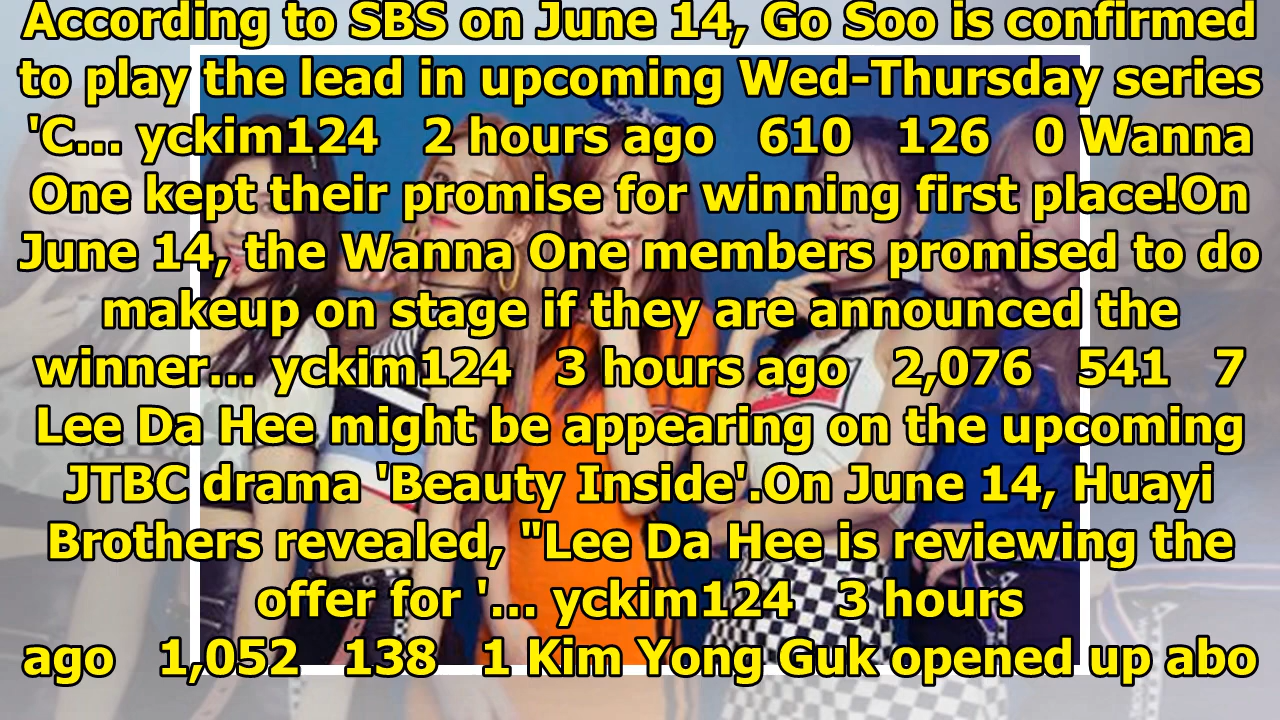 According to SBS on June 14, Go Soo is confirmed
to play the lead in upcoming Wed-Thursday series
'C... yckim124 2 hours ago 610 126 0 Wanna
One kept their promise for winning first place!On
June 14, the Wanna One members promised to do
makeup on stage if they are announced the
winner... yckim124 3 hours ago 2,076 541 7
Lee Da Hee might be appearing on the upcoming
JTBC drama 'Beauty Inside'.On June 14, Huayi
Brothers revealed, "Lee Da Hee is reviewing the
offer for '... yckim124 3 hours
ago 1,052 138 1 Kim Yong Guk opened up abo